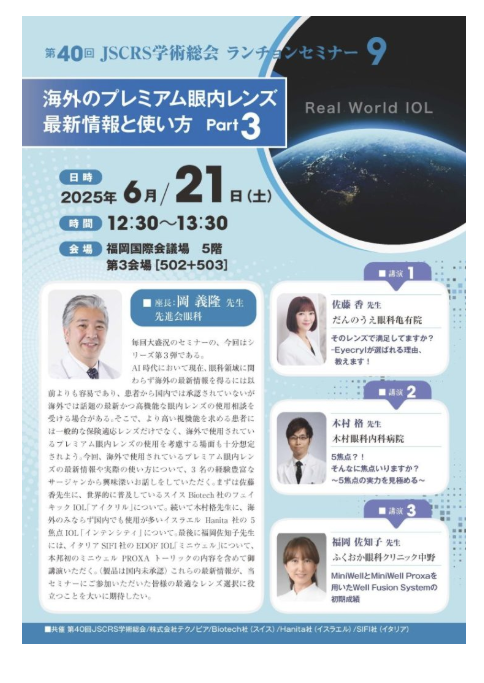 第40回 JSCRS学術総会 ランチョンセミナー 9
海外のプレミアム眼内レンズ
最新情報と使い方 Part 3
Real World IOL
日時
2025年 6月/21日(土)
時間 12:30〜13:30
会場 福岡国際会議場 5階
第3会場[502+503]
■座長:岡 義隆 先生
先進会眼科
毎回大盛況のセミナーの、今回はシ
リーズ第3弾である。
AI時代において現在、眼科領域に関
わらず海外の最新情報を得るには以
前よりも容易であり、患者から国内では承認されていないが
海外では話題の最新かつ高機能な眼内レンズの使用相談を
受ける場合がある。そこで、より高い視機能を求める患者に
は一般的な保険適応レンズだけでなく、海外で使用されてい
るプレミアム眼内レンズの使用を考慮する場面も十分想定
されよう。今回、海外で使用されているプレミアム眼内レン
ズの最新情報や実際の使い方について、3名の経験豊富な
サージャンから興味深いお話しをしていただく。まずは佐藤
香先生に、世界的に普及しているスイスBiotech社のフェイ
キックIOL「アイクリル」について。続いて木村格先生に、海
外のみならず国内でも使用が多いイスラエルHanita社の5
焦点IOL「インテンシティ」について。最後に福岡佐知子先生
には、イタリアSIFI社のEDOF IOL「ミニウェル」について、
本邦初のミニウェルPROXAトーリックの内容を含めて御
講演いただく。(製品は国内未承認)これらの最新情報が、当
セミナーにご参加いただいた皆様の最適なレンズ選択に役
立つことを大いに期待したい。
■講演 1
佐藤 香 先生
だんのうえ眼科亀有院
そのレンズで満足してますか?
-Eyecrylが選ばれる理由、
教えます!
■講演 2
木村 格 先生
木村眼科内科病院
5焦点?!
そんなに焦点いりますか?
〜5焦点の実力を見極める〜
■講演 3
福岡 佐知子 先生
ふくおか眼科クリニック中野
MiniWellとMiniWell Proxaを
用いたWell Fusion Systemの
初期成績
■共催 第40回JSCRS学術総会/株式会社テクノピア/Biotech社(スイス)/Hanita社(イスラエル)/SIFI社(イタリア)